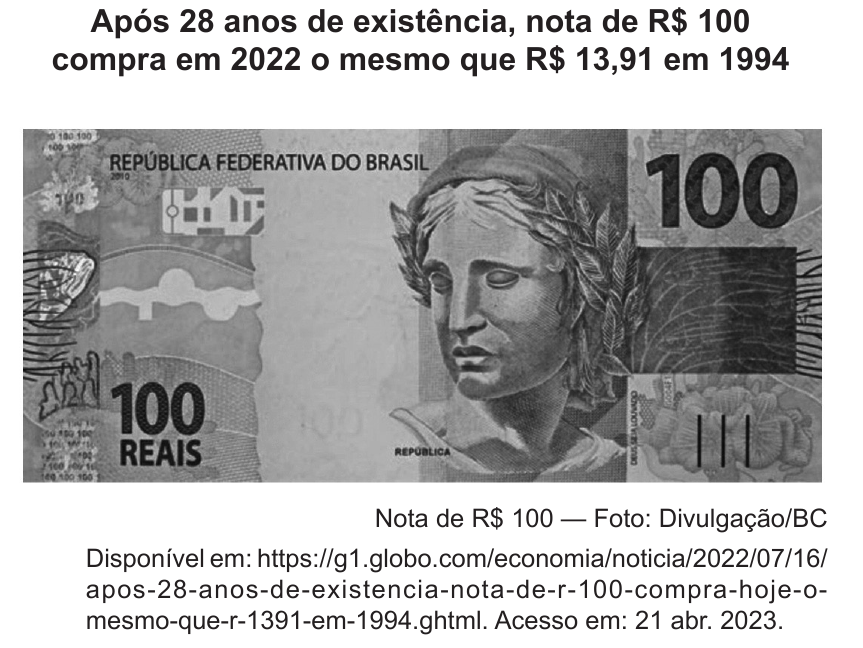 Após 28 anos de existência, nota de R$ 100
compra em 2022 o mesmo que R$ 13,91 em 1994
REPÚBLICA FEDERATIVA DO BRASIL
2010
100
100
REAIS
REPÚBLICA
DEUS SEJA LOUVADO
Nota de R$ 100 — Foto: Divulgação/BC
Disponível em: https://g1.globo.com/economia/noticia/2022/07/16/
apos-28-anos-de-existencia-nota-de-r-100-compra-hoje-o-
mesmo-que-r-1391-em-1994.ghtml. Acesso em: 21 abr. 2023.